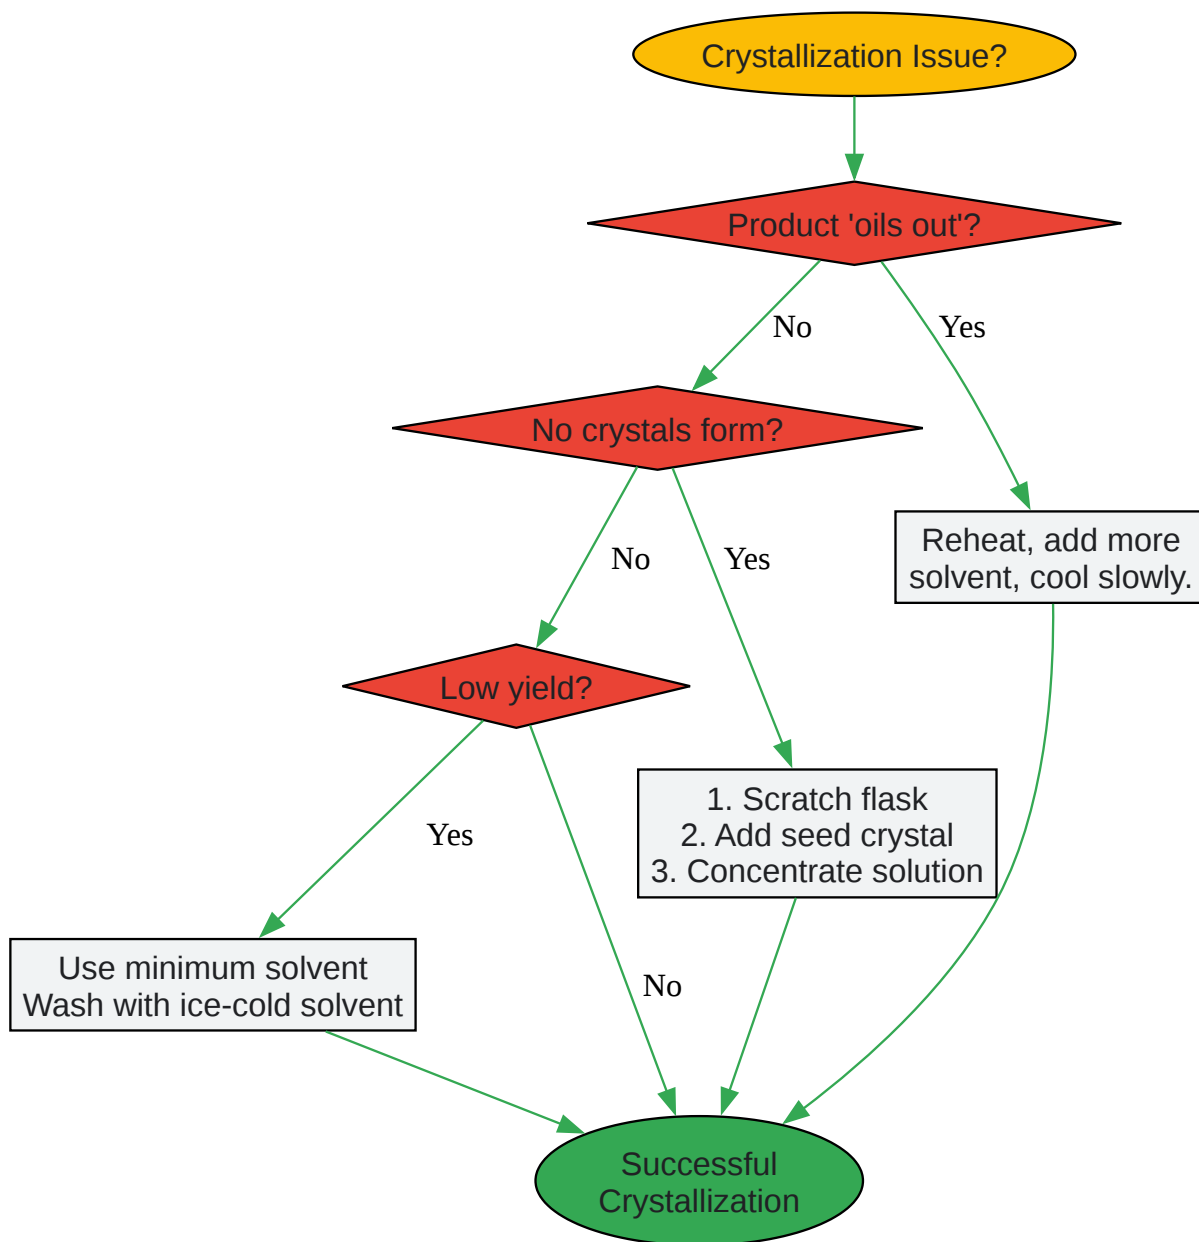 Crystallization Issue?
Product 'oils out'?
No
Yes
No crystals form?
Reheat, add more
solvent, cool slowly.
No
Yes
Low yield?
1. Scratch flask
2. Add seed crystal
3. Concentrate solution
Yes
Use minimum solvent
Wash with ice-cold solvent
No
Successful
Crystallization